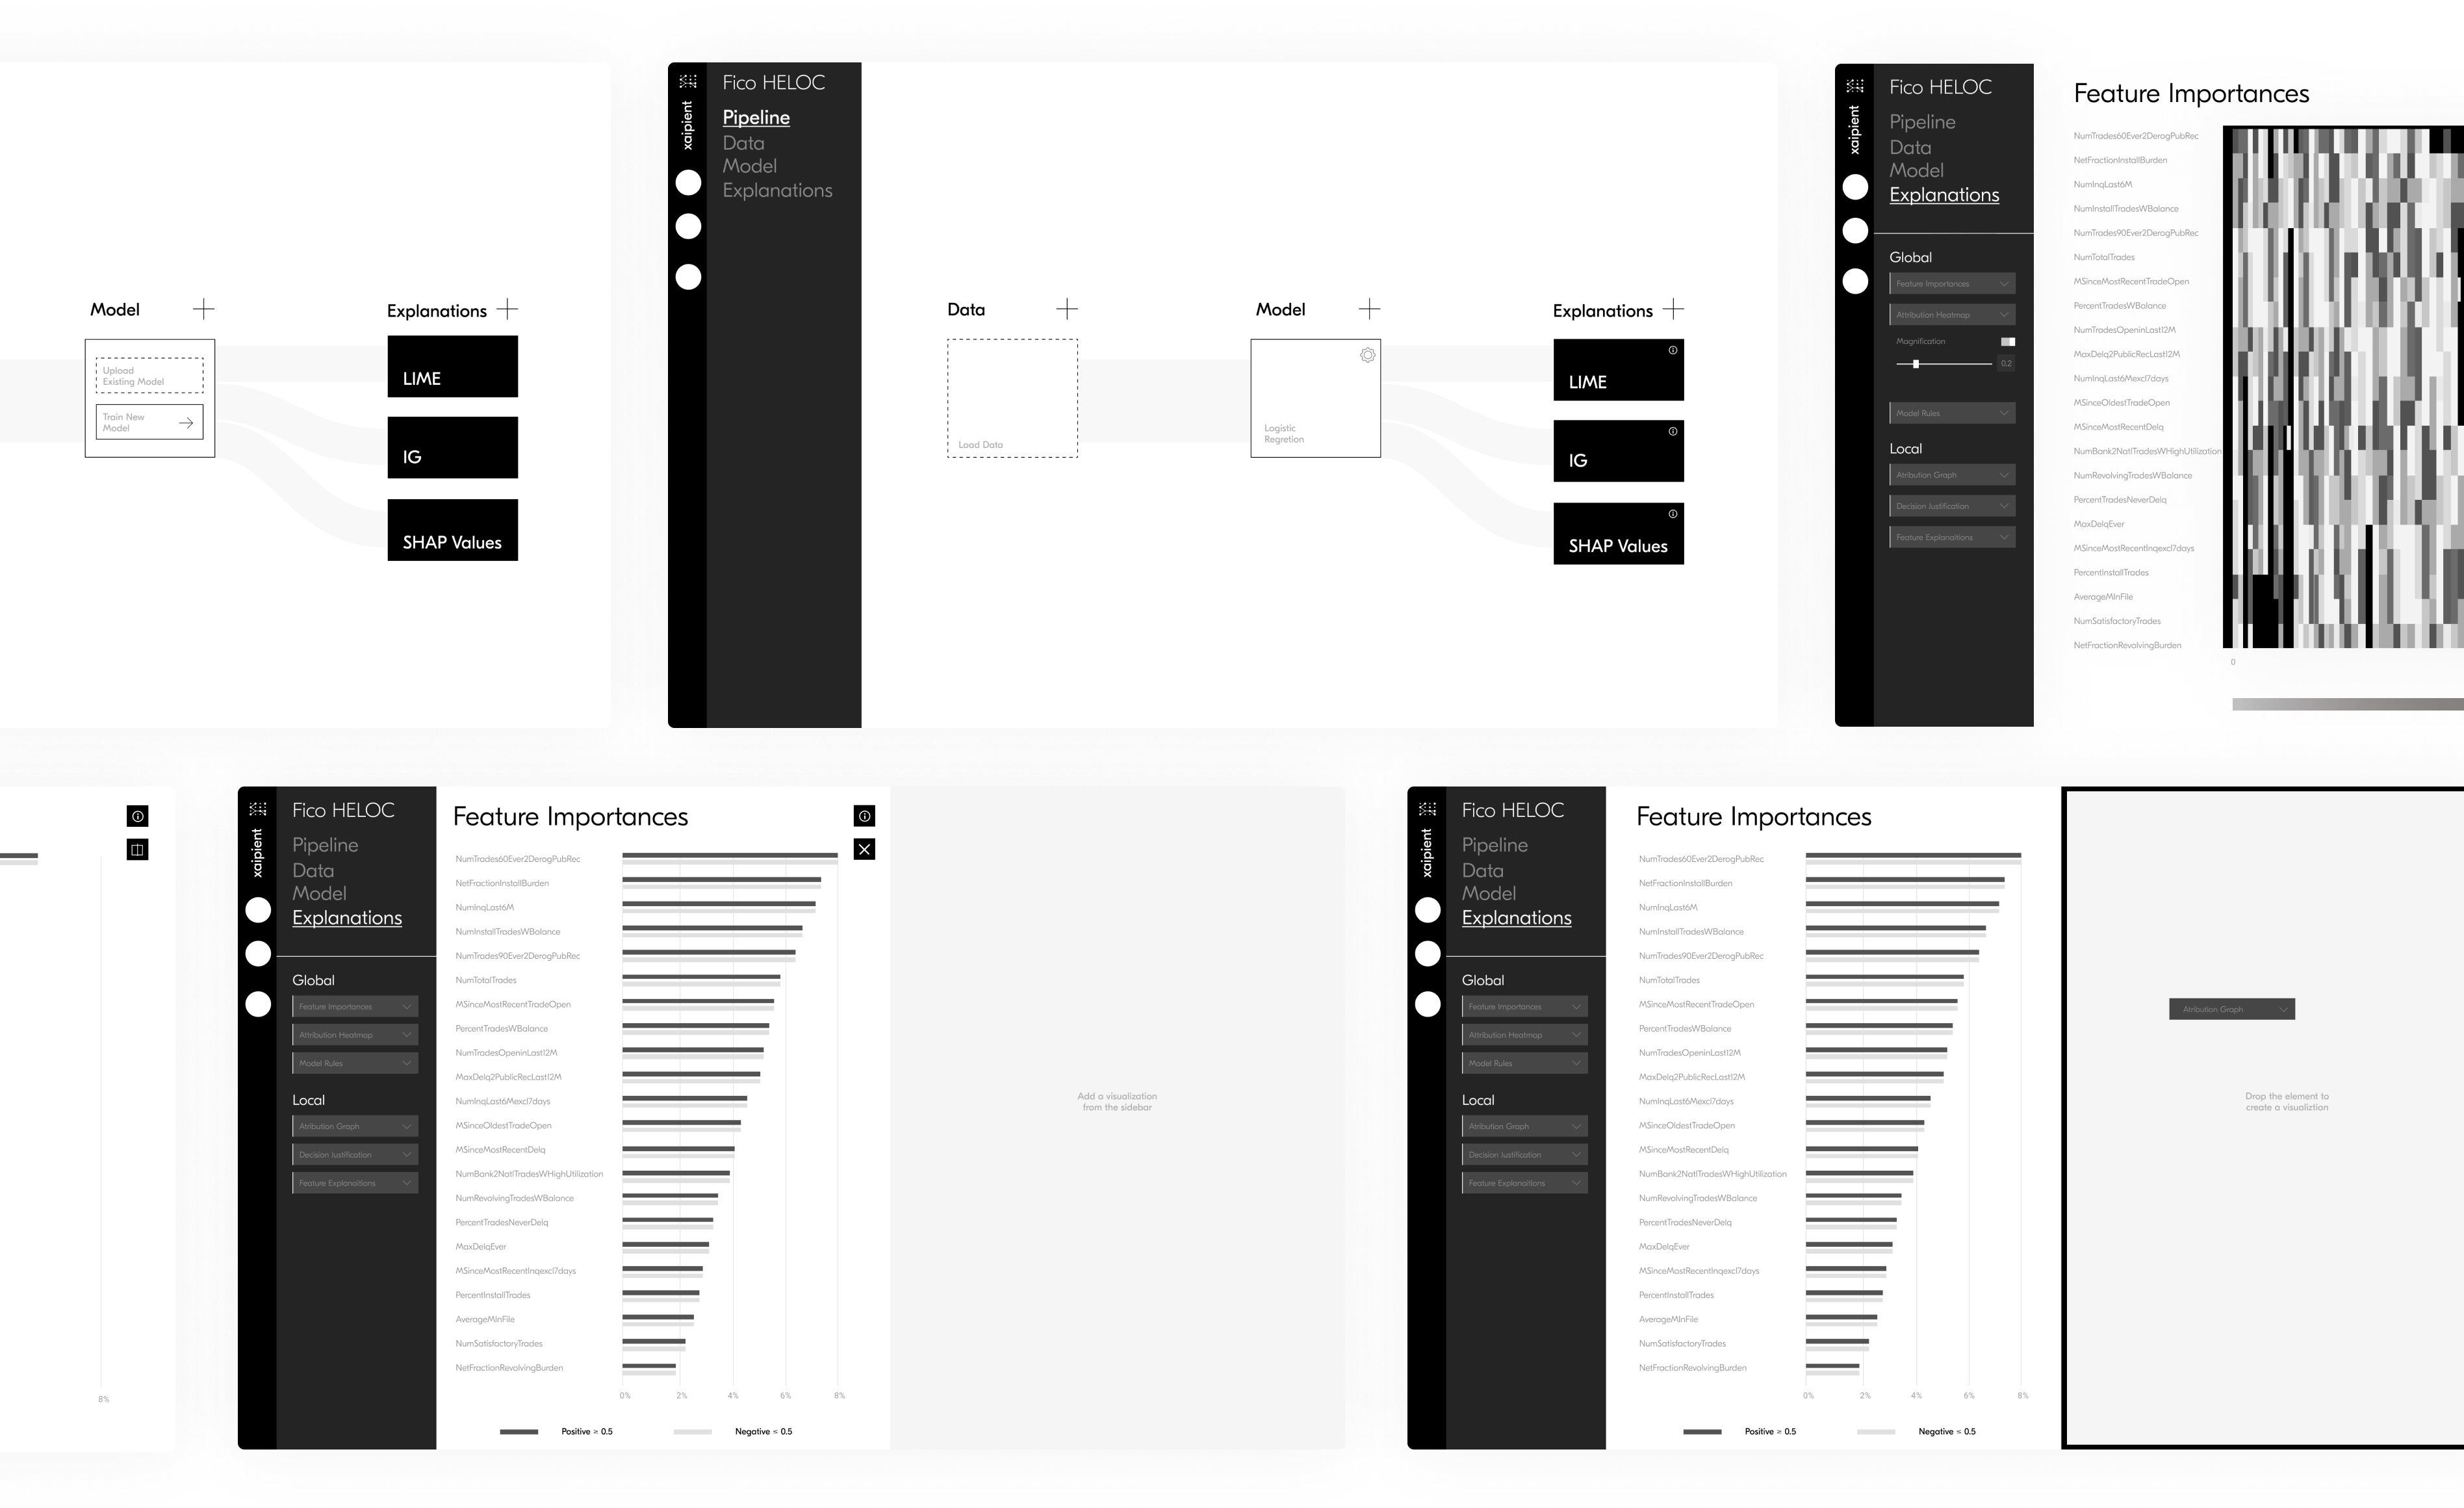 Model
Upload
Existing Model
Train New
Model
Explanations
LIME
IG
SHAP Values
xaipient
Fico HELOC
Pipeline
Data
Model
Explanations
Data
Load Data
Model
Logistic
Regretion
Explanations
LIME
IG
SHAP Values
xaipient
Fico HELOC
Pipeline
Data
Model
Explanations
Global
Feature Importances
Attribution Heatmap
Magnification
0.2
Model Rules
Local
Atribution Graph
Decision Justification
Feature Explanaitions
Feature Importances
NumTrades60Ever2DerogPubRec
NetFractionInstallBurden
NumInqLast6M
NumInstallTradesWBalance
NumTrades90Ever2DerogPubRec
NumTotalTrades
MSinceMostRecentTradeOpen
PercentTradesWBalance
NumTradesOpeninLast12M
MaxDelq2PublicRecLast12M
NumInqLast6Mexcl7days
MSinceOldestTradeOpen
MSinceMostRecentDelq
NumBank2NatlTradesWHighUtilization
NumRevolvingTradesWBalance
PercentTradesNeverDelq
MaxDelqEver
MSinceMostRecentInqexcl7days
PercentInstallTrades
AverageMInFile
NumSatisfactoryTrades
NetFractionRevolvingBurden
0
8%
xaipient
Fico HELOC
Pipeline
Data
Model
Explanations
Global
Feature Importances
Attribution Heatmap
Model Rules
Local
Atribution Graph
Decision Justification
Feature Explanaitions
Feature Importances
NumTrades60Ever2DerogPubRec
NetFractionInstallBurden
NumInqLast6M
NumInstallTradesWBalance
NumTrades90Ever2DerogPubRec
NumTotalTrades
MSinceMostRecentTradeOpen
PercentTradesWBalance
NumTradesOpeninLast12M
MaxDelq2PublicRecLast12M
NumInqLast6Mexcl7days
MSinceOldestTradeOpen
MSinceMostRecentDelq
NumBank2NatlTradesWHighUtilization
NumRevolvingTradesWBalance
PercentTradesNeverDelq
MaxDelqEver
MSinceMostRecentInqexcl7days
PercentInstallTrades
AverageMInFile
NumSatisfactoryTrades
NetFractionRevolvingBurden
0% 2% 4% 6% 8%
Positive ≥ 0.5 Negative ≤ 0.5
Add a visualization
from the sidebar
xaipient
Fico HELOC
Pipeline
Data
Model
Explanations
Global
Feature Importances
Attribution Heatmap
Model Rules
Local
Atribution Graph
Decision Justification
Feature Explanaitions
Feature Importances
NumTrades60Ever2DerogPubRec
NetFractionInstallBurden
NumInqLast6M
NumInstallTradesWBalance
NumTrades90Ever2DerogPubRec
NumTotalTrades
MSinceMostRecentTradeOpen
PercentTradesWBalance
NumTradesOpeninLast12M
MaxDelq2PublicRecLast12M
NumInqLast6Mexcl7days
MSinceOldestTradeOpen
MSinceMostRecentDelq
NumBank2NatlTradesWHighUtilization
NumRevolvingTradesWBalance
PercentTradesNeverDelq
MaxDelqEver
MSinceMostRecentInqexcl7days
PercentInstallTrades
AverageMInFile
NumSatisfactoryTrades
NetFractionRevolvingBurden
0% 2% 4% 6% 8%
Positive ≥ 0.5 Negative ≤ 0.5
Atribution Graph
Drop the element to
create a visualiztion